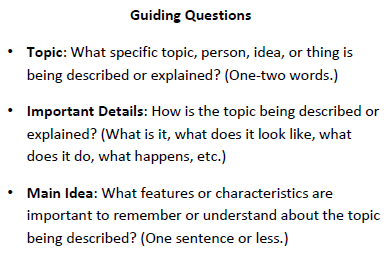 Guiding Questions
• Topic: What specific topic, person, idea, or thing is
being described or explained? (One-two words.)
• Important Details: How is the topic being described or
explained? (What is it, what does it look like, what
does it do, what happens, etc.)
• Main Idea: What features or characteristics are
important to remember or understand about the topic
being described? (One sentence or less.)